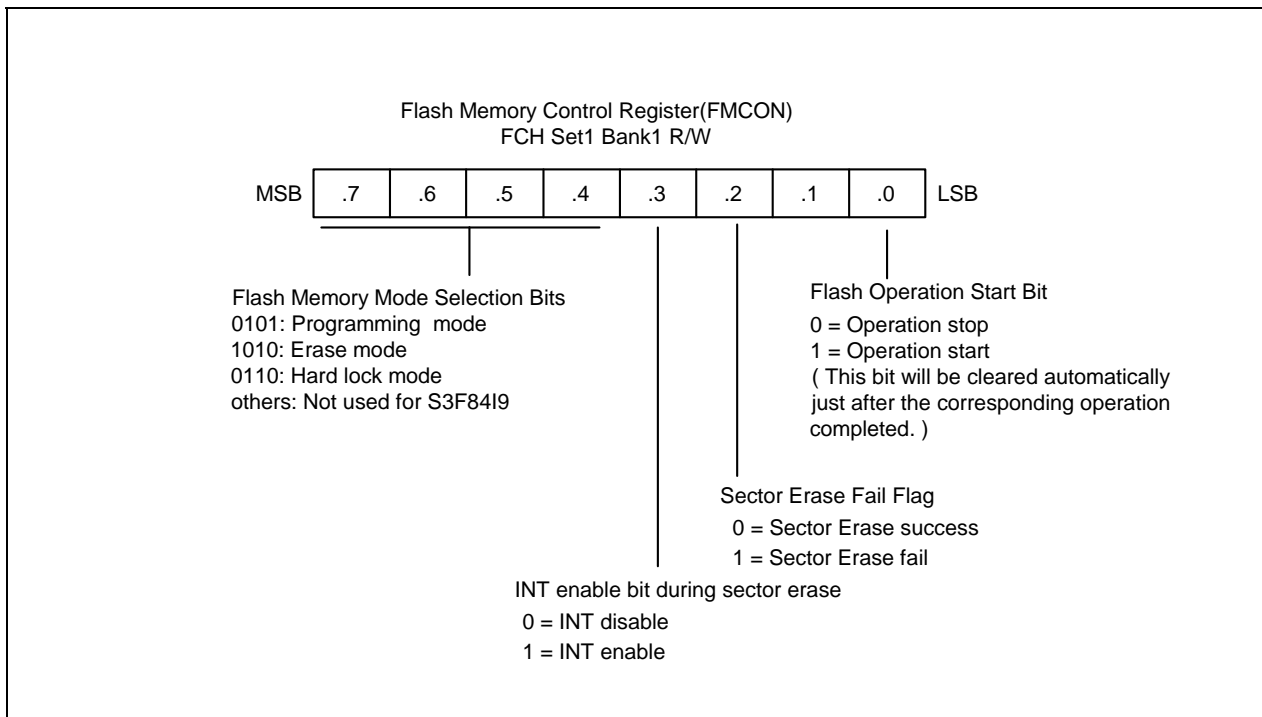 Flash Memory Control Register(FMCON)
FCH Set1 Bank1 R/W
MSB .7 .6 .5 .4 .3 .2 .1 .0 LSB
Flash Memory Mode Selection Bits
0101: Programming mode
1010: Erase mode
0110: Hard lock mode
others: Not used for S3F84I9
Flash Operation Start Bit
0 = Operation stop
1 = Operation start
( This bit will be cleared automatically
just after the corresponding operation
completed. )
Sector Erase Fail Flag
0 = Sector Erase success
1 = Sector Erase fail
INT enable bit during sector erase
0 = INT disable
1 = INT enable